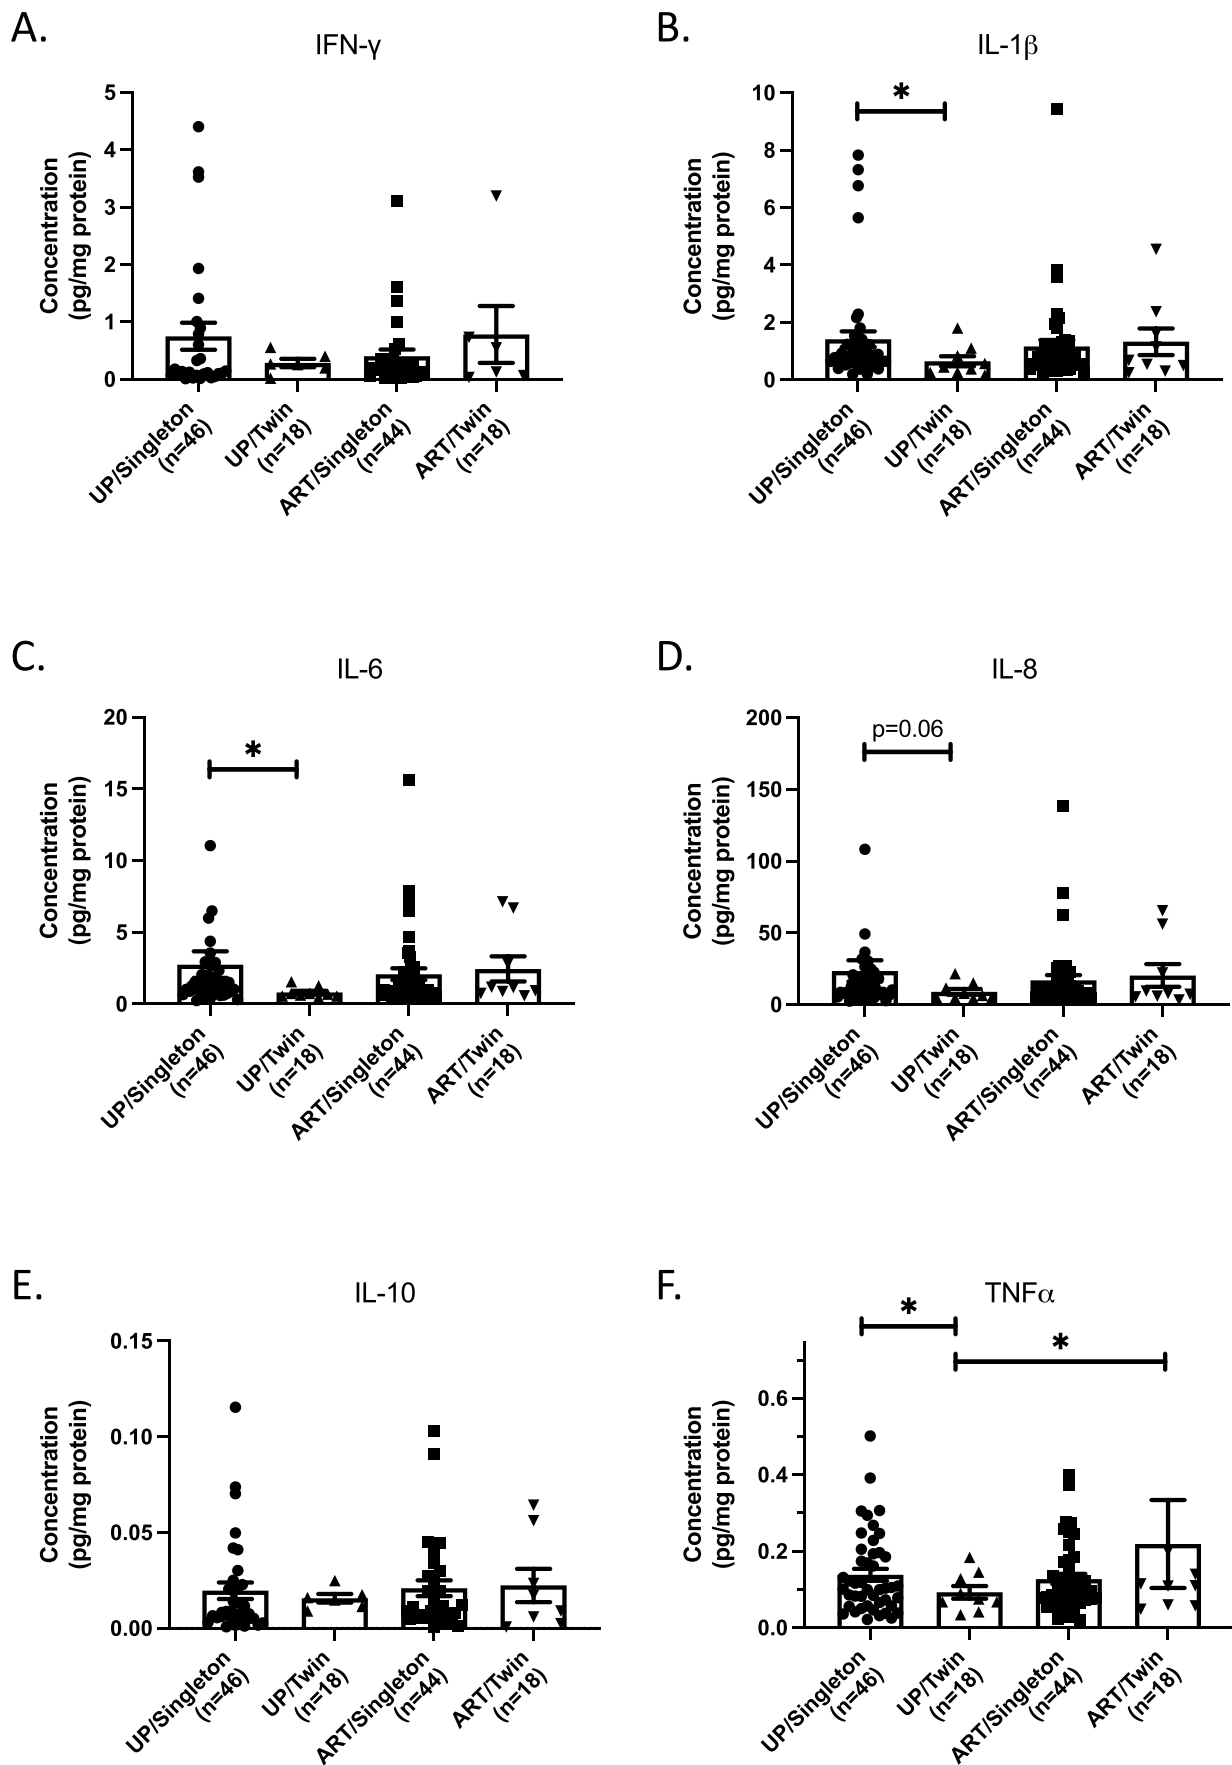 A.
IFN-γ
Concentration
(pg/mg protein)
5
4
3
2
1
0
UP/Singleton
(n=46)
UP/Twin
(n=18)
ART/Singleton
(n=44)
ART/Twin
(n=18)
B.
IL-1β
Concentration
(pg/mg protein)
10
8
6
4
2
0
*
UP/Singleton
(n=46)
UP/Twin
(n=18)
ART/Singleton
(n=44)
ART/Twin
(n=18)
C.
IL-6
Concentration
(pg/mg protein)
20
15
10
5
0
*
UP/Singleton
(n=46)
UP/Twin
(n=18)
ART/Singleton
(n=44)
ART/Twin
(n=18)
D.
IL-8
Concentration
(pg/mg protein)
200
150
100
50
0
p=0.06
UP/Singleton
(n=46)
UP/Twin
(n=18)
ART/Singleton
(n=44)
ART/Twin
(n=18)
E.
IL-10
Concentration
(pg/mg protein)
0.15
0.10
0.05
0.00
UP/Singleton
(n=46)
UP/Twin
(n=18)
ART/Singleton
(n=44)
ART/Twin
(n=18)
F.
TNFα
Concentration
(pg/mg protein)
0.6
0.4
0.2
0.0
*
*
UP/Singleton
(n=46)
UP/Twin
(n=18)
ART/Singleton
(n=44)
ART/Twin
(n=18)